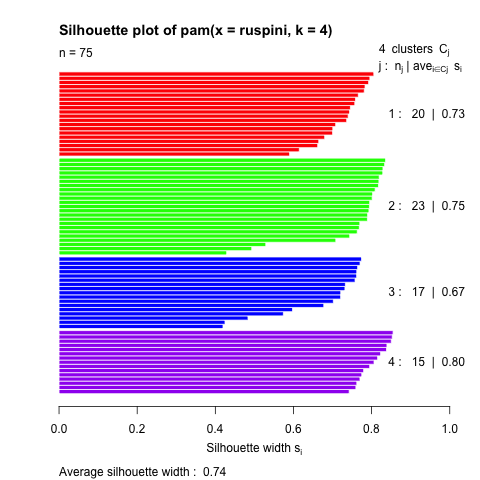 Silhouette plot of pam(x = ruspini, k = 4)
n = 75
4 clusters Cj
j : nj | avei∈Cj si
1 : 20 | 0.73
2 : 23 | 0.75
3 : 17 | 0.67
4 : 15 | 0.80
0.0 0.2 0.4 0.6 0.8 1.0
Silhouette width si
Average silhouette width : 0.74